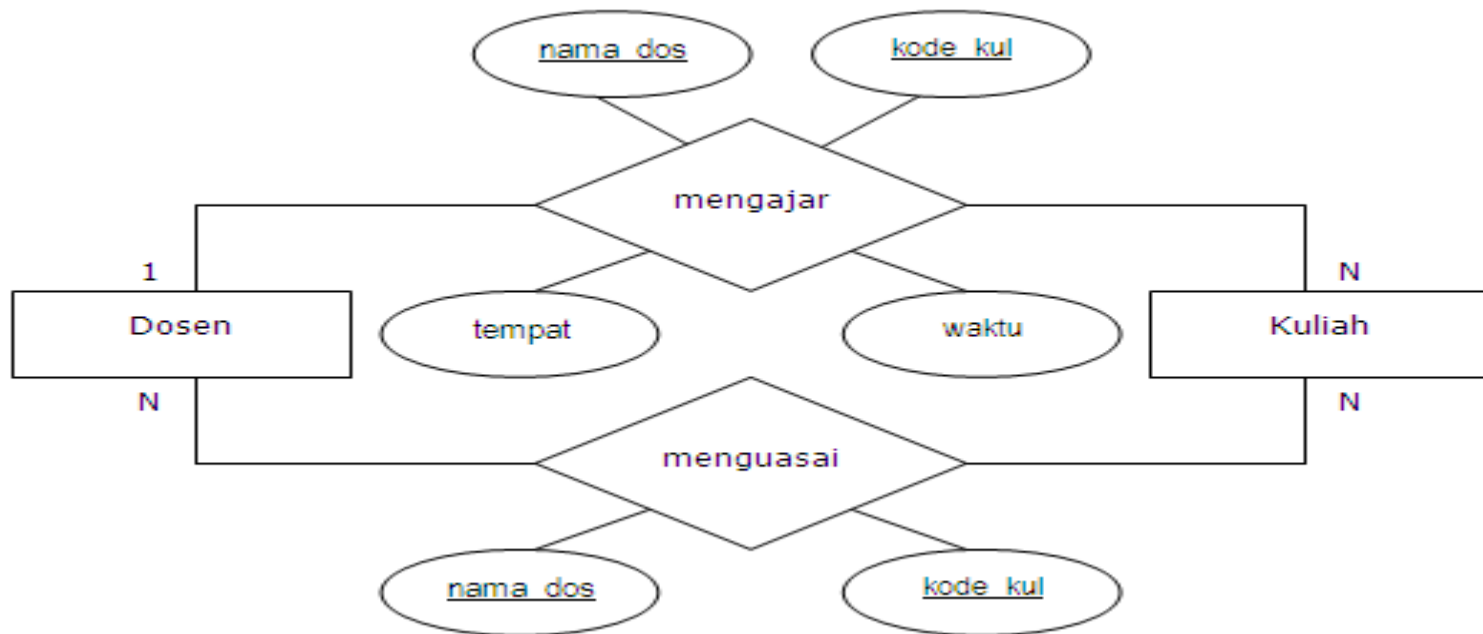 nama_dos
kode_kul
mengajar
1
N
Dosen
tempat
waktu
Kuliah
N
N
menguasai
nama_dos
kode_kul